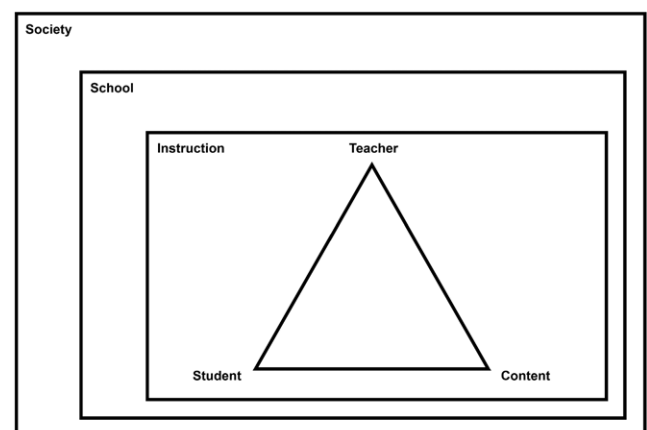 Society
School
Instruction
Teacher
Student
Content